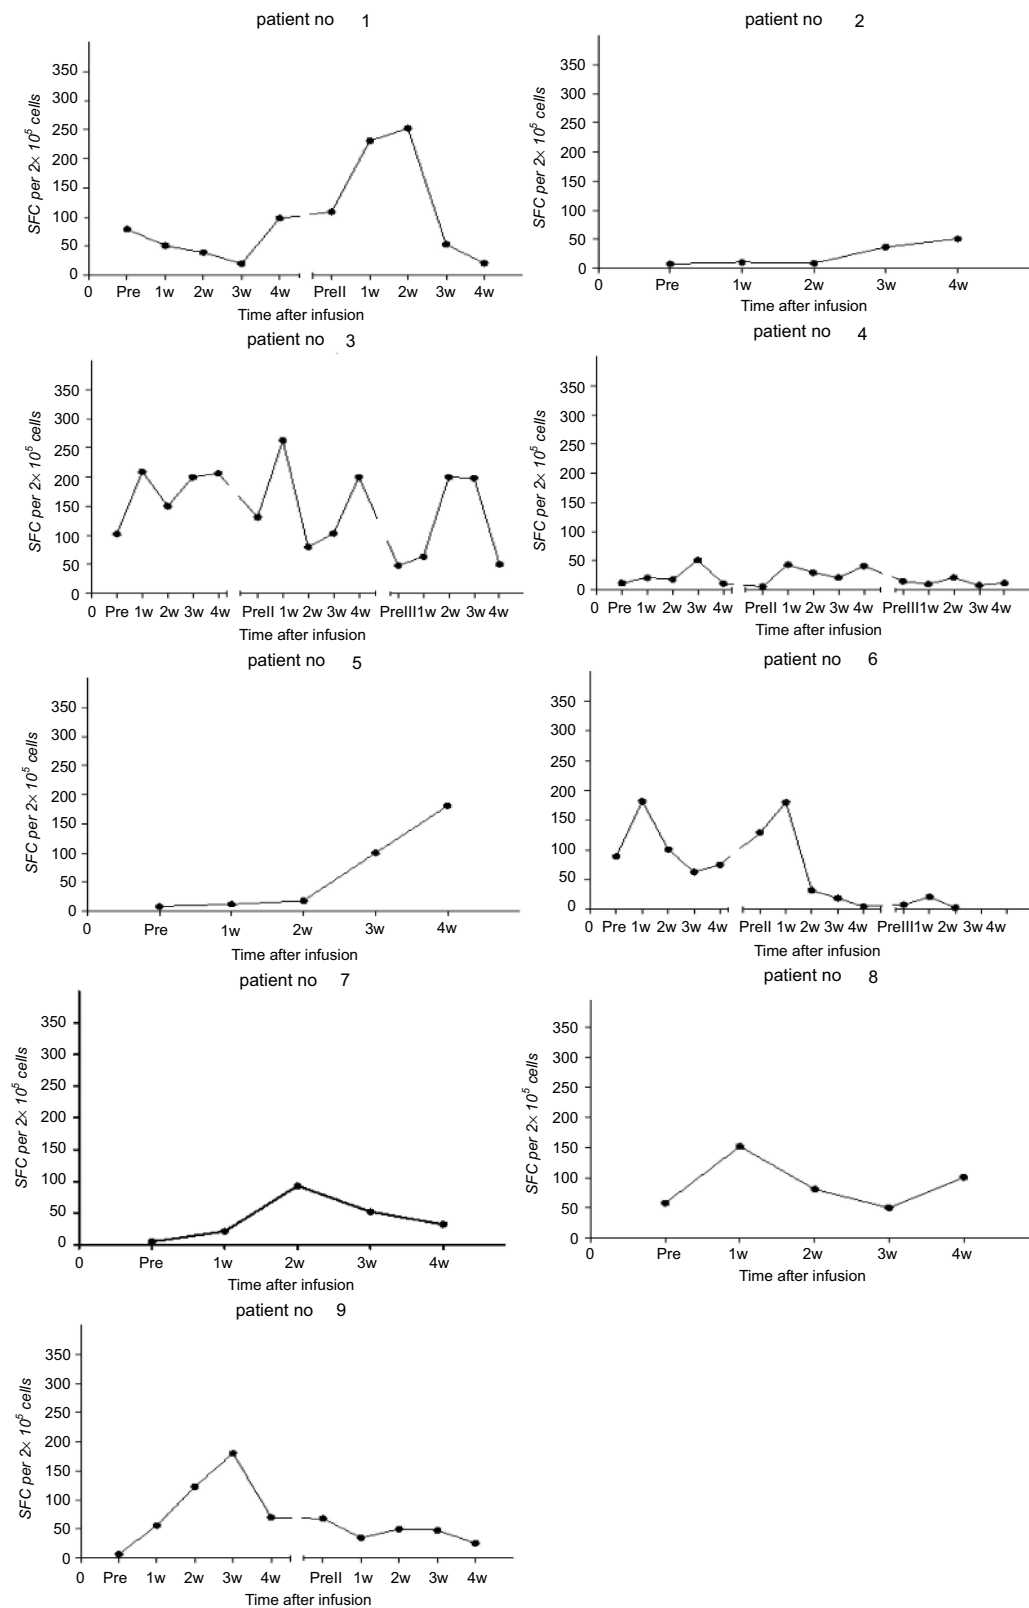 patient no 1
350
300
250
200
150
100
50
0
SFC per 2× 10⁵ cells
0 Pre 1w 2w 3w 4w PreII 1w 2w 3w 4w
Time after infusion
patient no 2
350
300
250
200
150
100
50
0
SFC per 2× 10⁵ cells
0 Pre 1w 2w 3w 4w
Time after infusion
patient no 3
350
300
250
200
150
100
50
0
SFC per 2× 10⁵ cells
0 Pre 1w 2w 3w 4w PreII 1w 2w 3w 4w PreIII 1w 2w 3w 4w
Time after infusion
patient no 4
350
300
250
200
150
100
50
0
SFC per 2× 10⁵ cells
0 Pre 1w 2w 3w 4w PreII 1w 2w 3w 4w PreIII 1w 2w 3w 4w
Time after infusion
patient no 5
350
300
250
200
150
100
50
0
SFC per 2× 10⁵ cells
0 Pre 1w 2w 3w 4w
Time after infusion
patient no 6
350
300
250
200
150
100
50
0
SFC per 2× 10⁵ cells
0 Pre 1w 2w 3w 4w PreII 1w 2w 3w 4w PreIII 1w 2w 3w 4w
Time after infusion
patient no 7
350
300
250
200
150
100
50
0
SFC per 2× 10⁵ cells
0 Pre 1w 2w 3w 4w
Time after infusion
patient no 8
350
300
250
200
150
100
50
0
SFC per 2× 10⁵ cells
0 Pre 1w 2w 3w 4w
Time after infusion
patient no 9
350
300
250
200
150
100
50
0
SFC per 2× 10⁵ cells
0 Pre 1w 2w 3w 4w PreII 1w 2w 3w 4w
Time after infusion